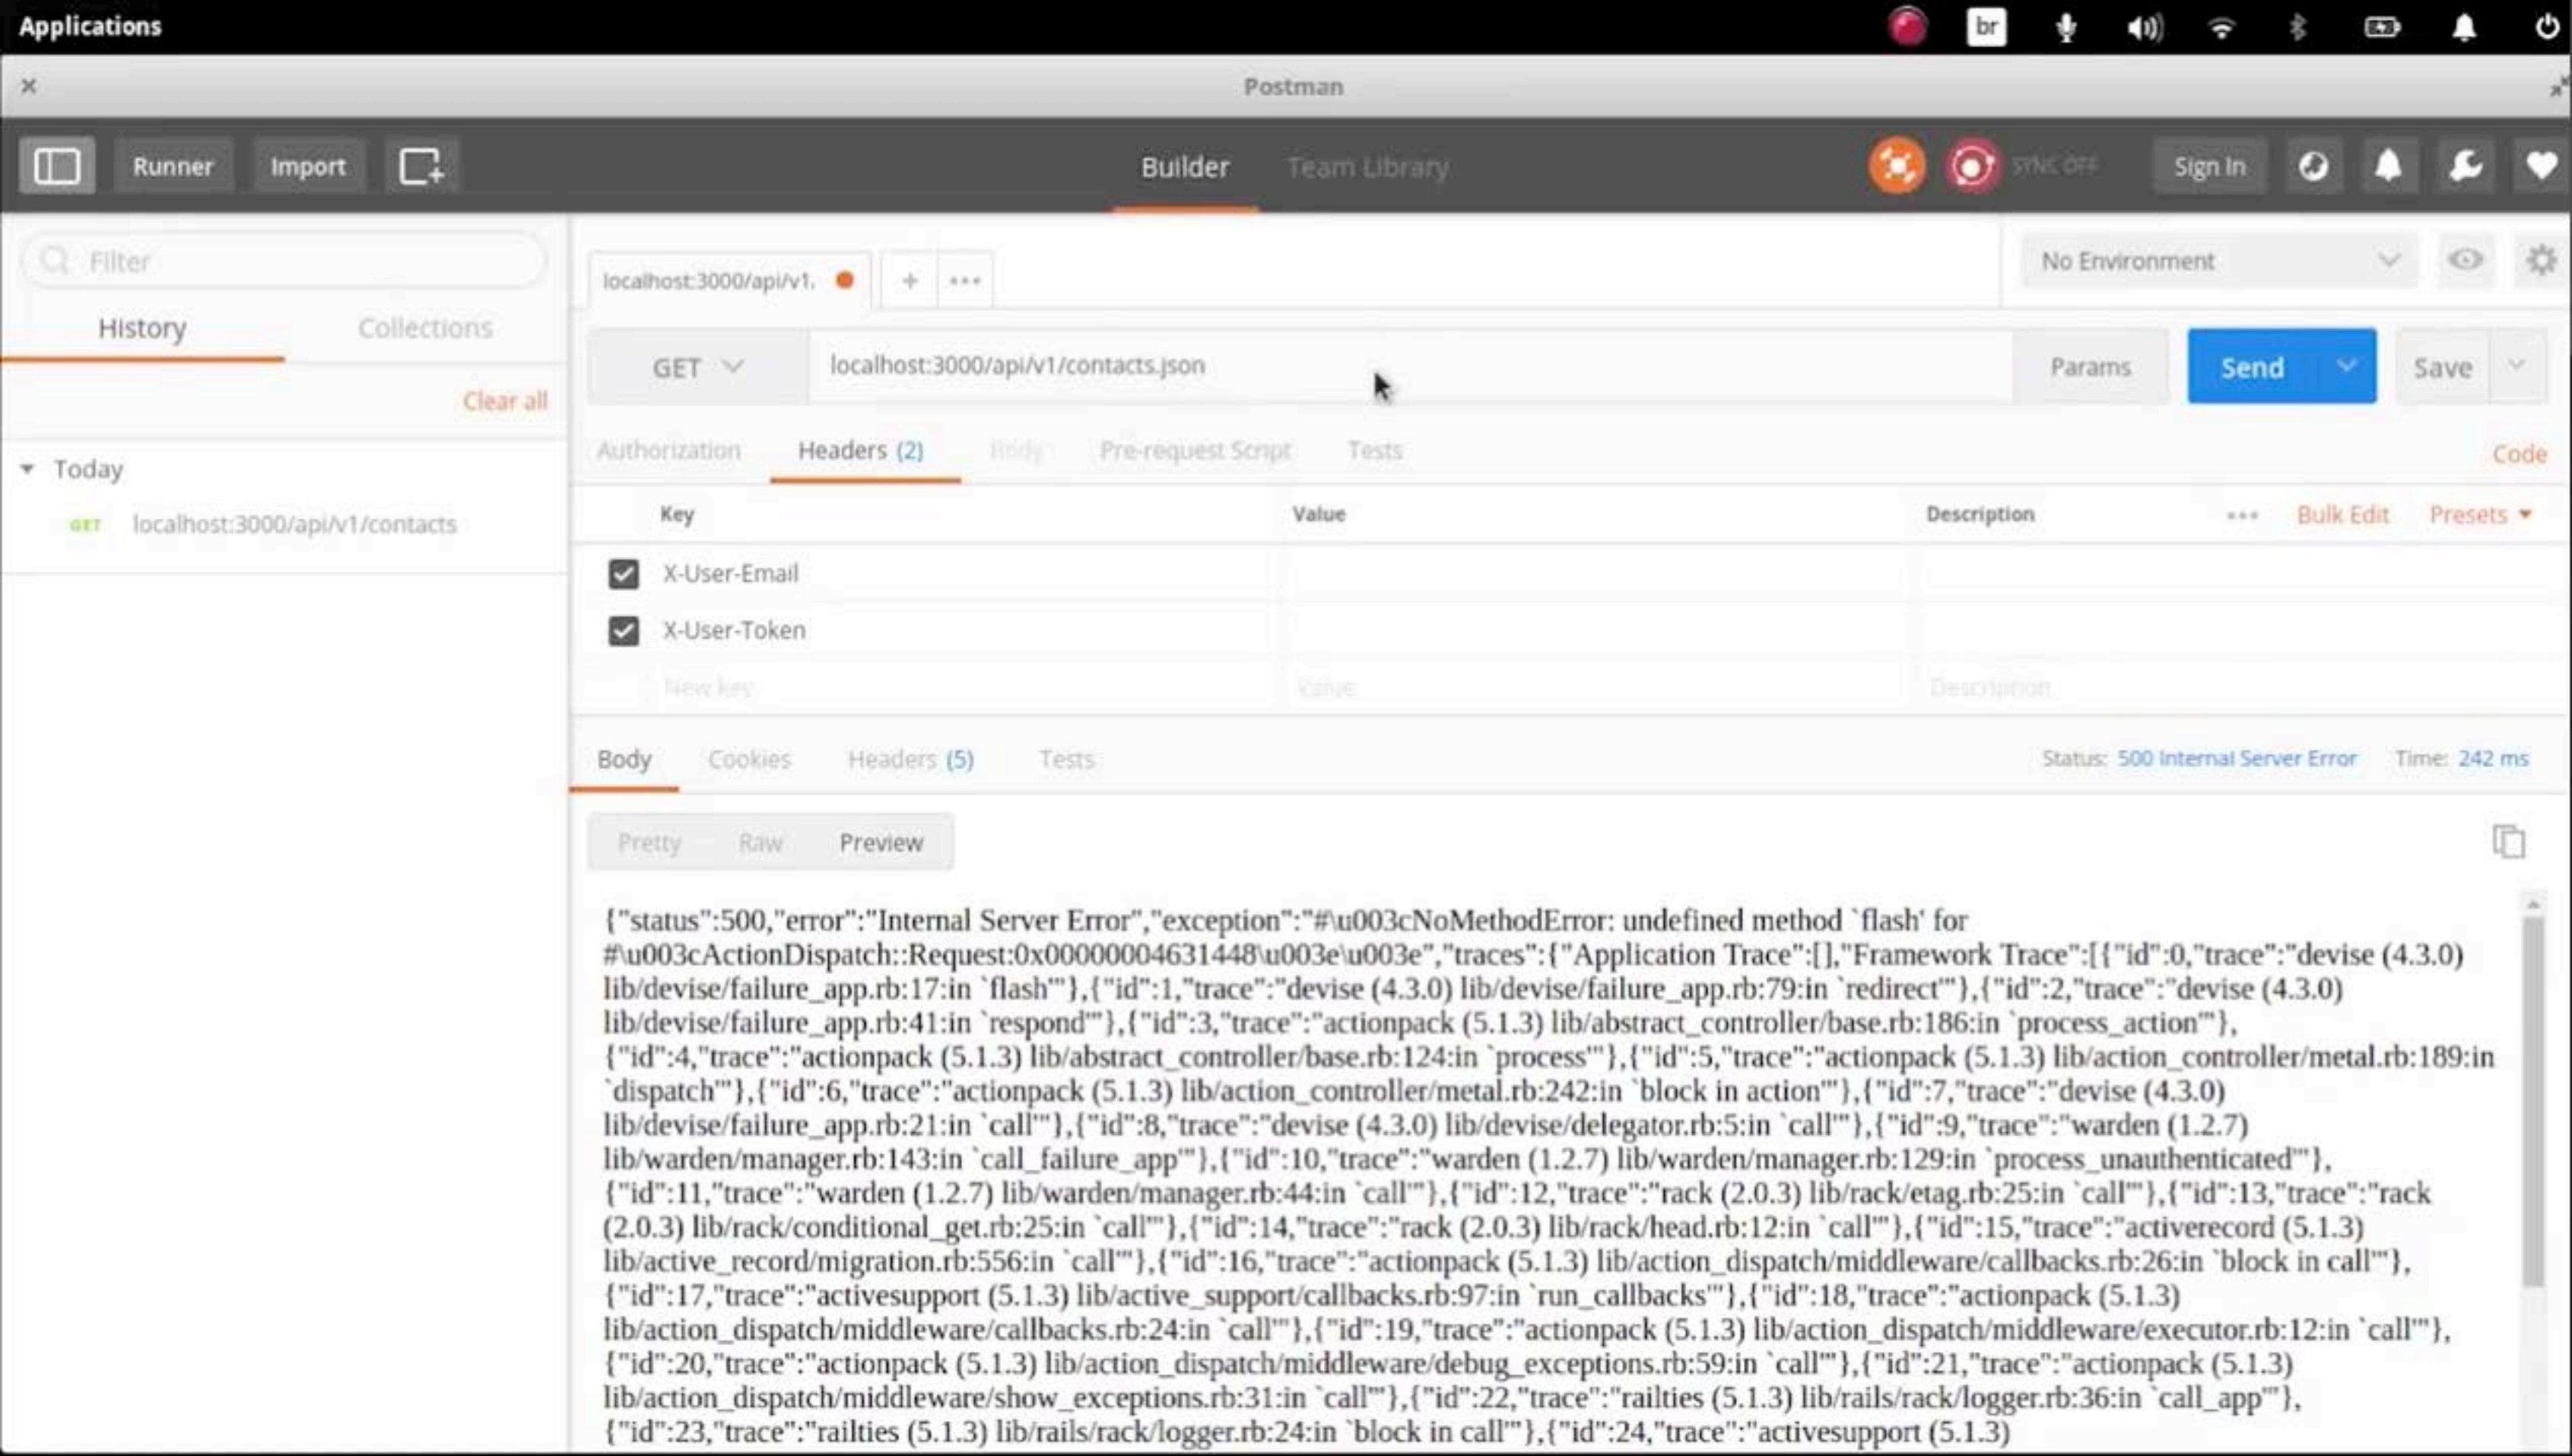 Applications
br
Postman
Runner
Import
Builder
Team Library
SYNC OFF
Sign In
Filter
localhost:3000/api/v1.
No Environment
History
Collections
GET
localhost:3000/api/v1/contacts.json
Params
Send
Save
Clear all
Authorization
Headers (2)
Body
Pre-request Script
Tests
Code
Today
GET
localhost:3000/api/v1/contacts
Key
Value
Description
Bulk Edit
Presets
X-User-Email
X-User-Token
New key
Value
Description
Body
Cookies
Headers (5)
Tests
Status: 500 Internal Server Error
Time: 242 ms
Pretty
Raw
Preview
{"status":500,"error":"Internal Server Error","exception":"#\u003cNoMethodError: undefined method `flash' for
#\u003cActionDispatch::Request:0x00000004631448\u003e\u003e","traces":{"Application Trace":[],"Framework Trace":[{"id":0,"trace":"devise (4.3.0)
lib/devise/failure_app.rb:17:in `flash'"},{"id":1,"trace":"devise (4.3.0) lib/devise/failure_app.rb:79:in `redirect'"},{"id":2,"trace":"devise (4.3.0)
lib/devise/failure_app.rb:41:in `respond'"},{"id":3,"trace":"actionpack (5.1.3) lib/abstract_controller/base.rb:186:in `process_action'"},
{"id":4,"trace":"actionpack (5.1.3) lib/abstract_controller/base.rb:124:in `process'"},{"id":5,"trace":"actionpack (5.1.3) lib/action_controller/metal.rb:189:in
`dispatch'"},{"id":6,"trace":"actionpack (5.1.3) lib/action_controller/metal.rb:242:in `block in action'"},{"id":7,"trace":"devise (4.3.0)
lib/devise/failure_app.rb:21:in `call'"},{"id":8,"trace":"devise (4.3.0) lib/devise/delegator.rb:5:in `call'"},{"id":9,"trace":"warden (1.2.7)
lib/warden/manager.rb:143:in `call_failure_app'"},{"id":10,"trace":"warden (1.2.7) lib/warden/manager.rb:129:in `process_unauthenticated'"},
{"id":11,"trace":"warden (1.2.7) lib/warden/manager.rb:44:in `call'"},{"id":12,"trace":"rack (2.0.3) lib/rack/etag.rb:25:in `call'"},{"id":13,"trace":"rack
(2.0.3) lib/rack/conditional_get.rb:25:in `call'"},{"id":14,"trace":"rack (2.0.3) lib/rack/head.rb:12:in `call'"},{"id":15,"trace":"activerecord (5.1.3)
lib/active_record/migration.rb:556:in `call'"},{"id":16,"trace":"actionpack (5.1.3) lib/action_dispatch/middleware/callbacks.rb:26:in `block in call'"},
{"id":17,"trace":"activesupport (5.1.3) lib/active_support/callbacks.rb:97:in `run_callbacks'"},{"id":18,"trace":"actionpack (5.1.3)
lib/action_dispatch/middleware/callbacks.rb:24:in `call'"},{"id":19,"trace":"actionpack (5.1.3) lib/action_dispatch/middleware/executor.rb:12:in `call'"},
{"id":20,"trace":"actionpack (5.1.3) lib/action_dispatch/middleware/debug_exceptions.rb:59:in `call'"},{"id":21,"trace":"actionpack (5.1.3)
lib/action_dispatch/middleware/show_exceptions.rb:31:in `call'"},{"id":22,"trace":"railties (5.1.3) lib/rails/rack/logger.rb:36:in `call_app'"},
{"id":23,"trace":"railties (5.1.3) lib/rails/rack/logger.rb:24:in `block in call'"},{"id":24,"trace":"activesupport (5.1.3)